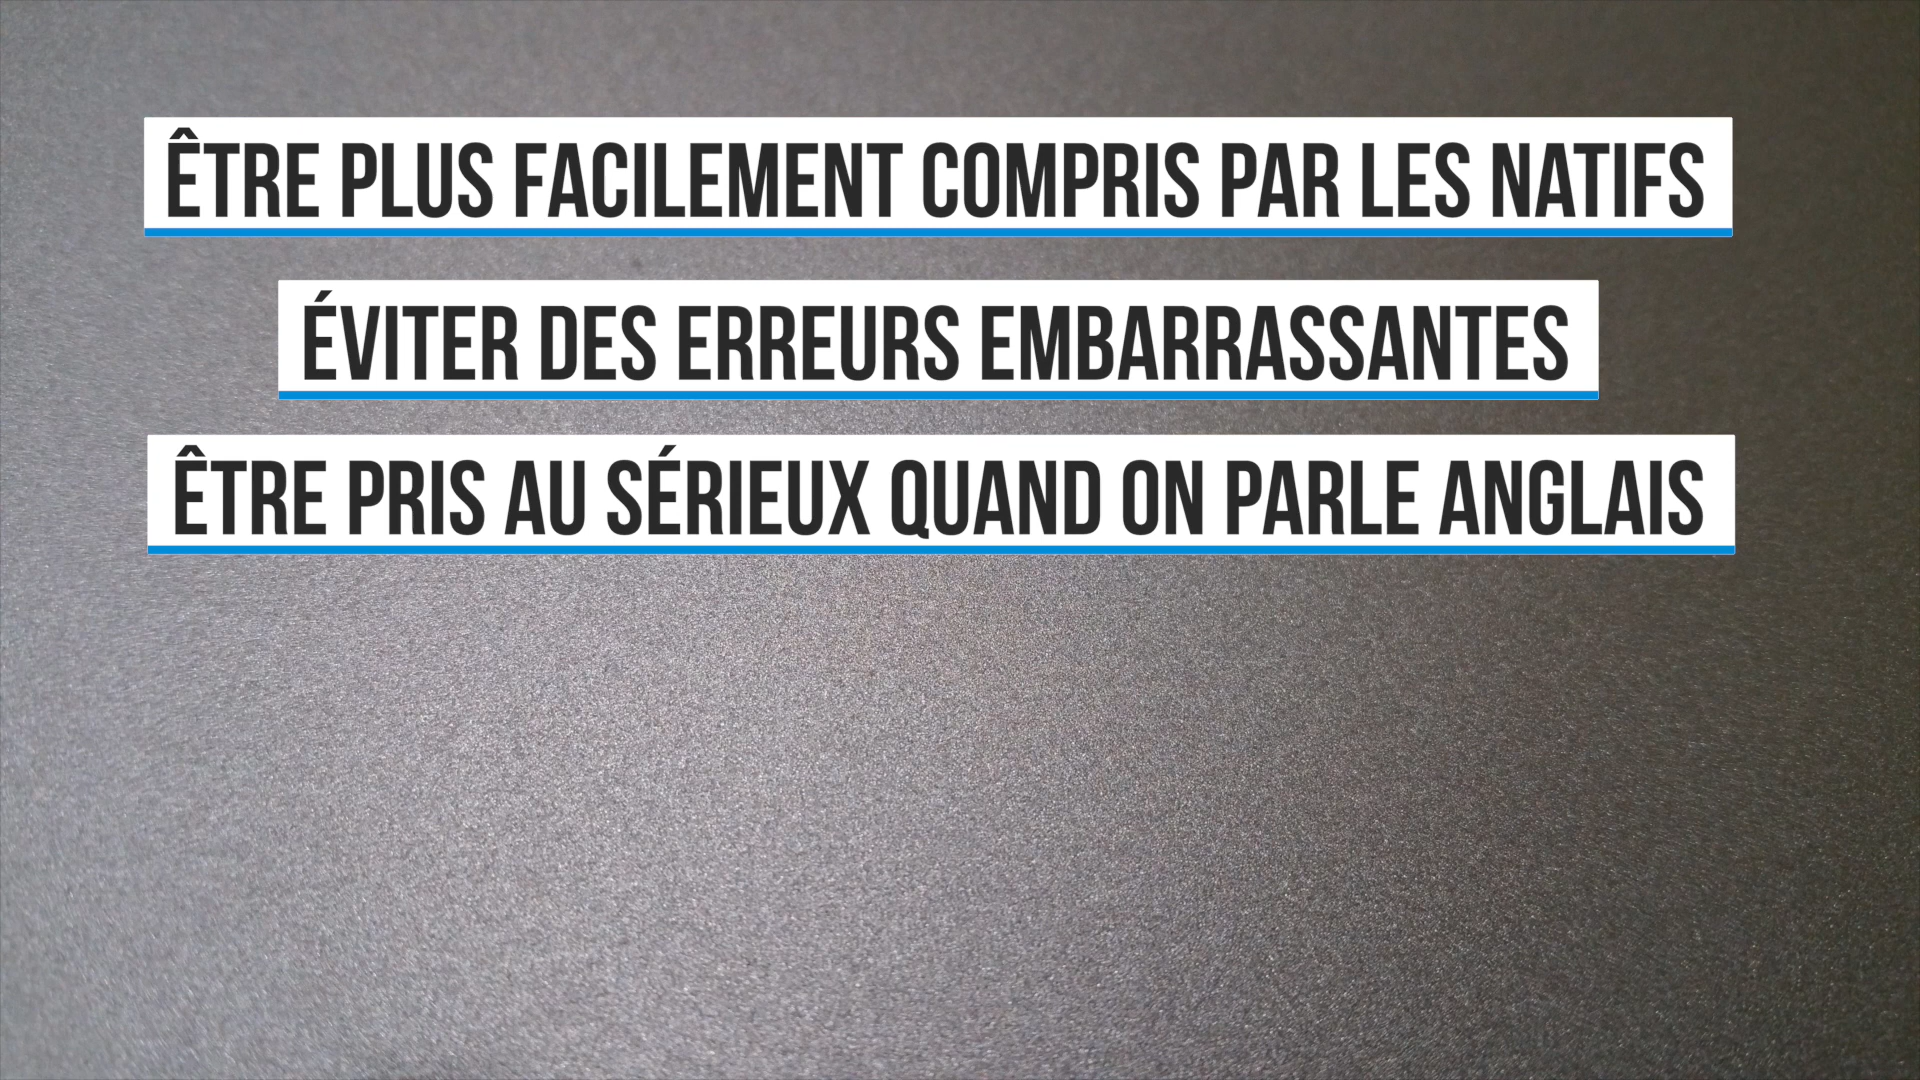 ÊTRE PLUS FACILEMENT COMPRIS PAR LES NATIFS
ÉVITER DES ERREURS EMBARRASSANTES
ÊTRE PRIS AU SÉRIEUX QUAND ON PARLE ANGLAIS